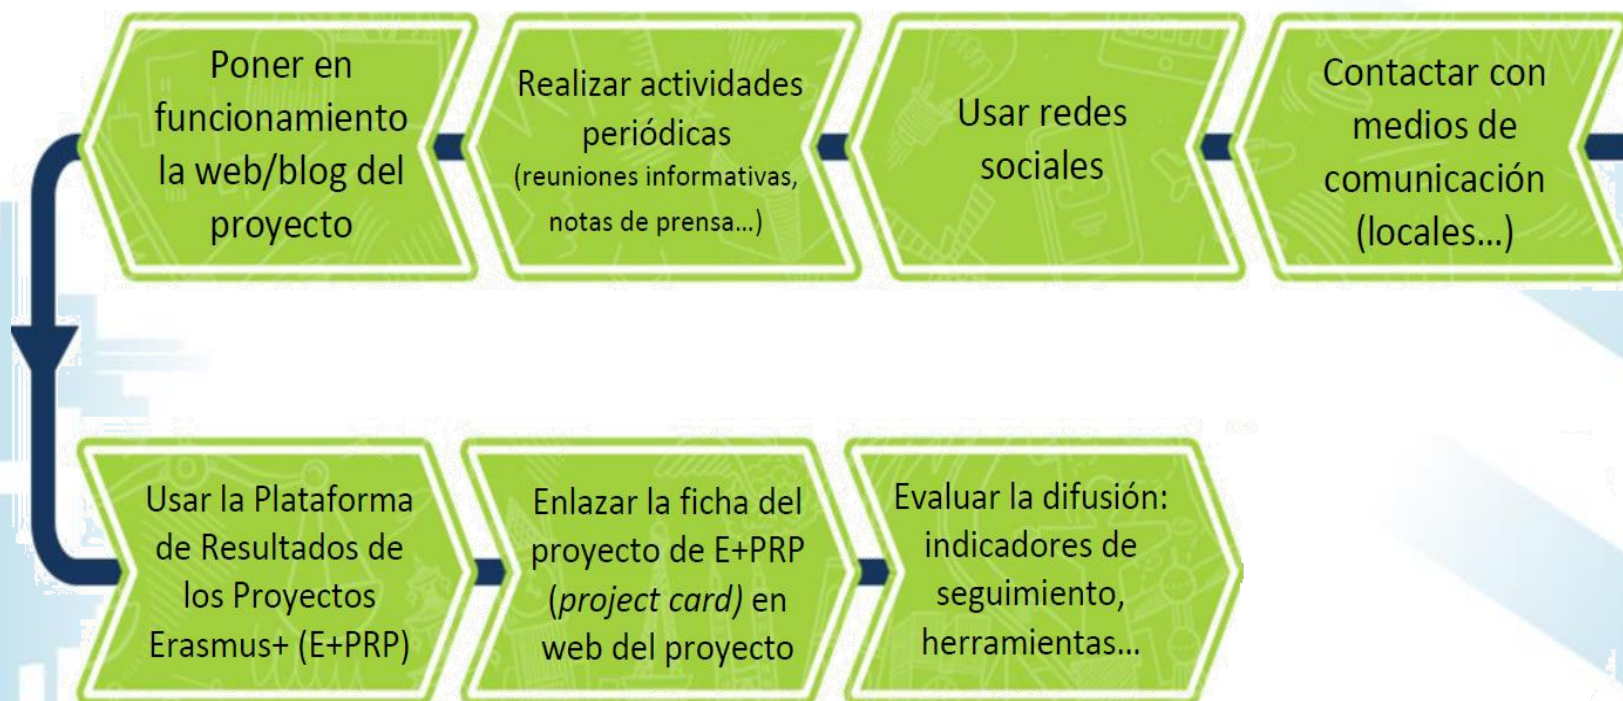 Poner en
funcionamiento
la web/blog del
proyecto
Realizar actividades
periódicas
(reuniones informativas,
notas de prensa...)
Usar redes
sociales
Contactar con
medios de
comunicación
(locales...)
Usar la Plataforma
de Resultados de
los Proyectos
Erasmus+ (E+PRP)
Enlazar la ficha del
proyecto de E+PRP
(project card) en
web del proyecto
Evaluar la difusión:
indicadores de
seguimiento,
herramientas...